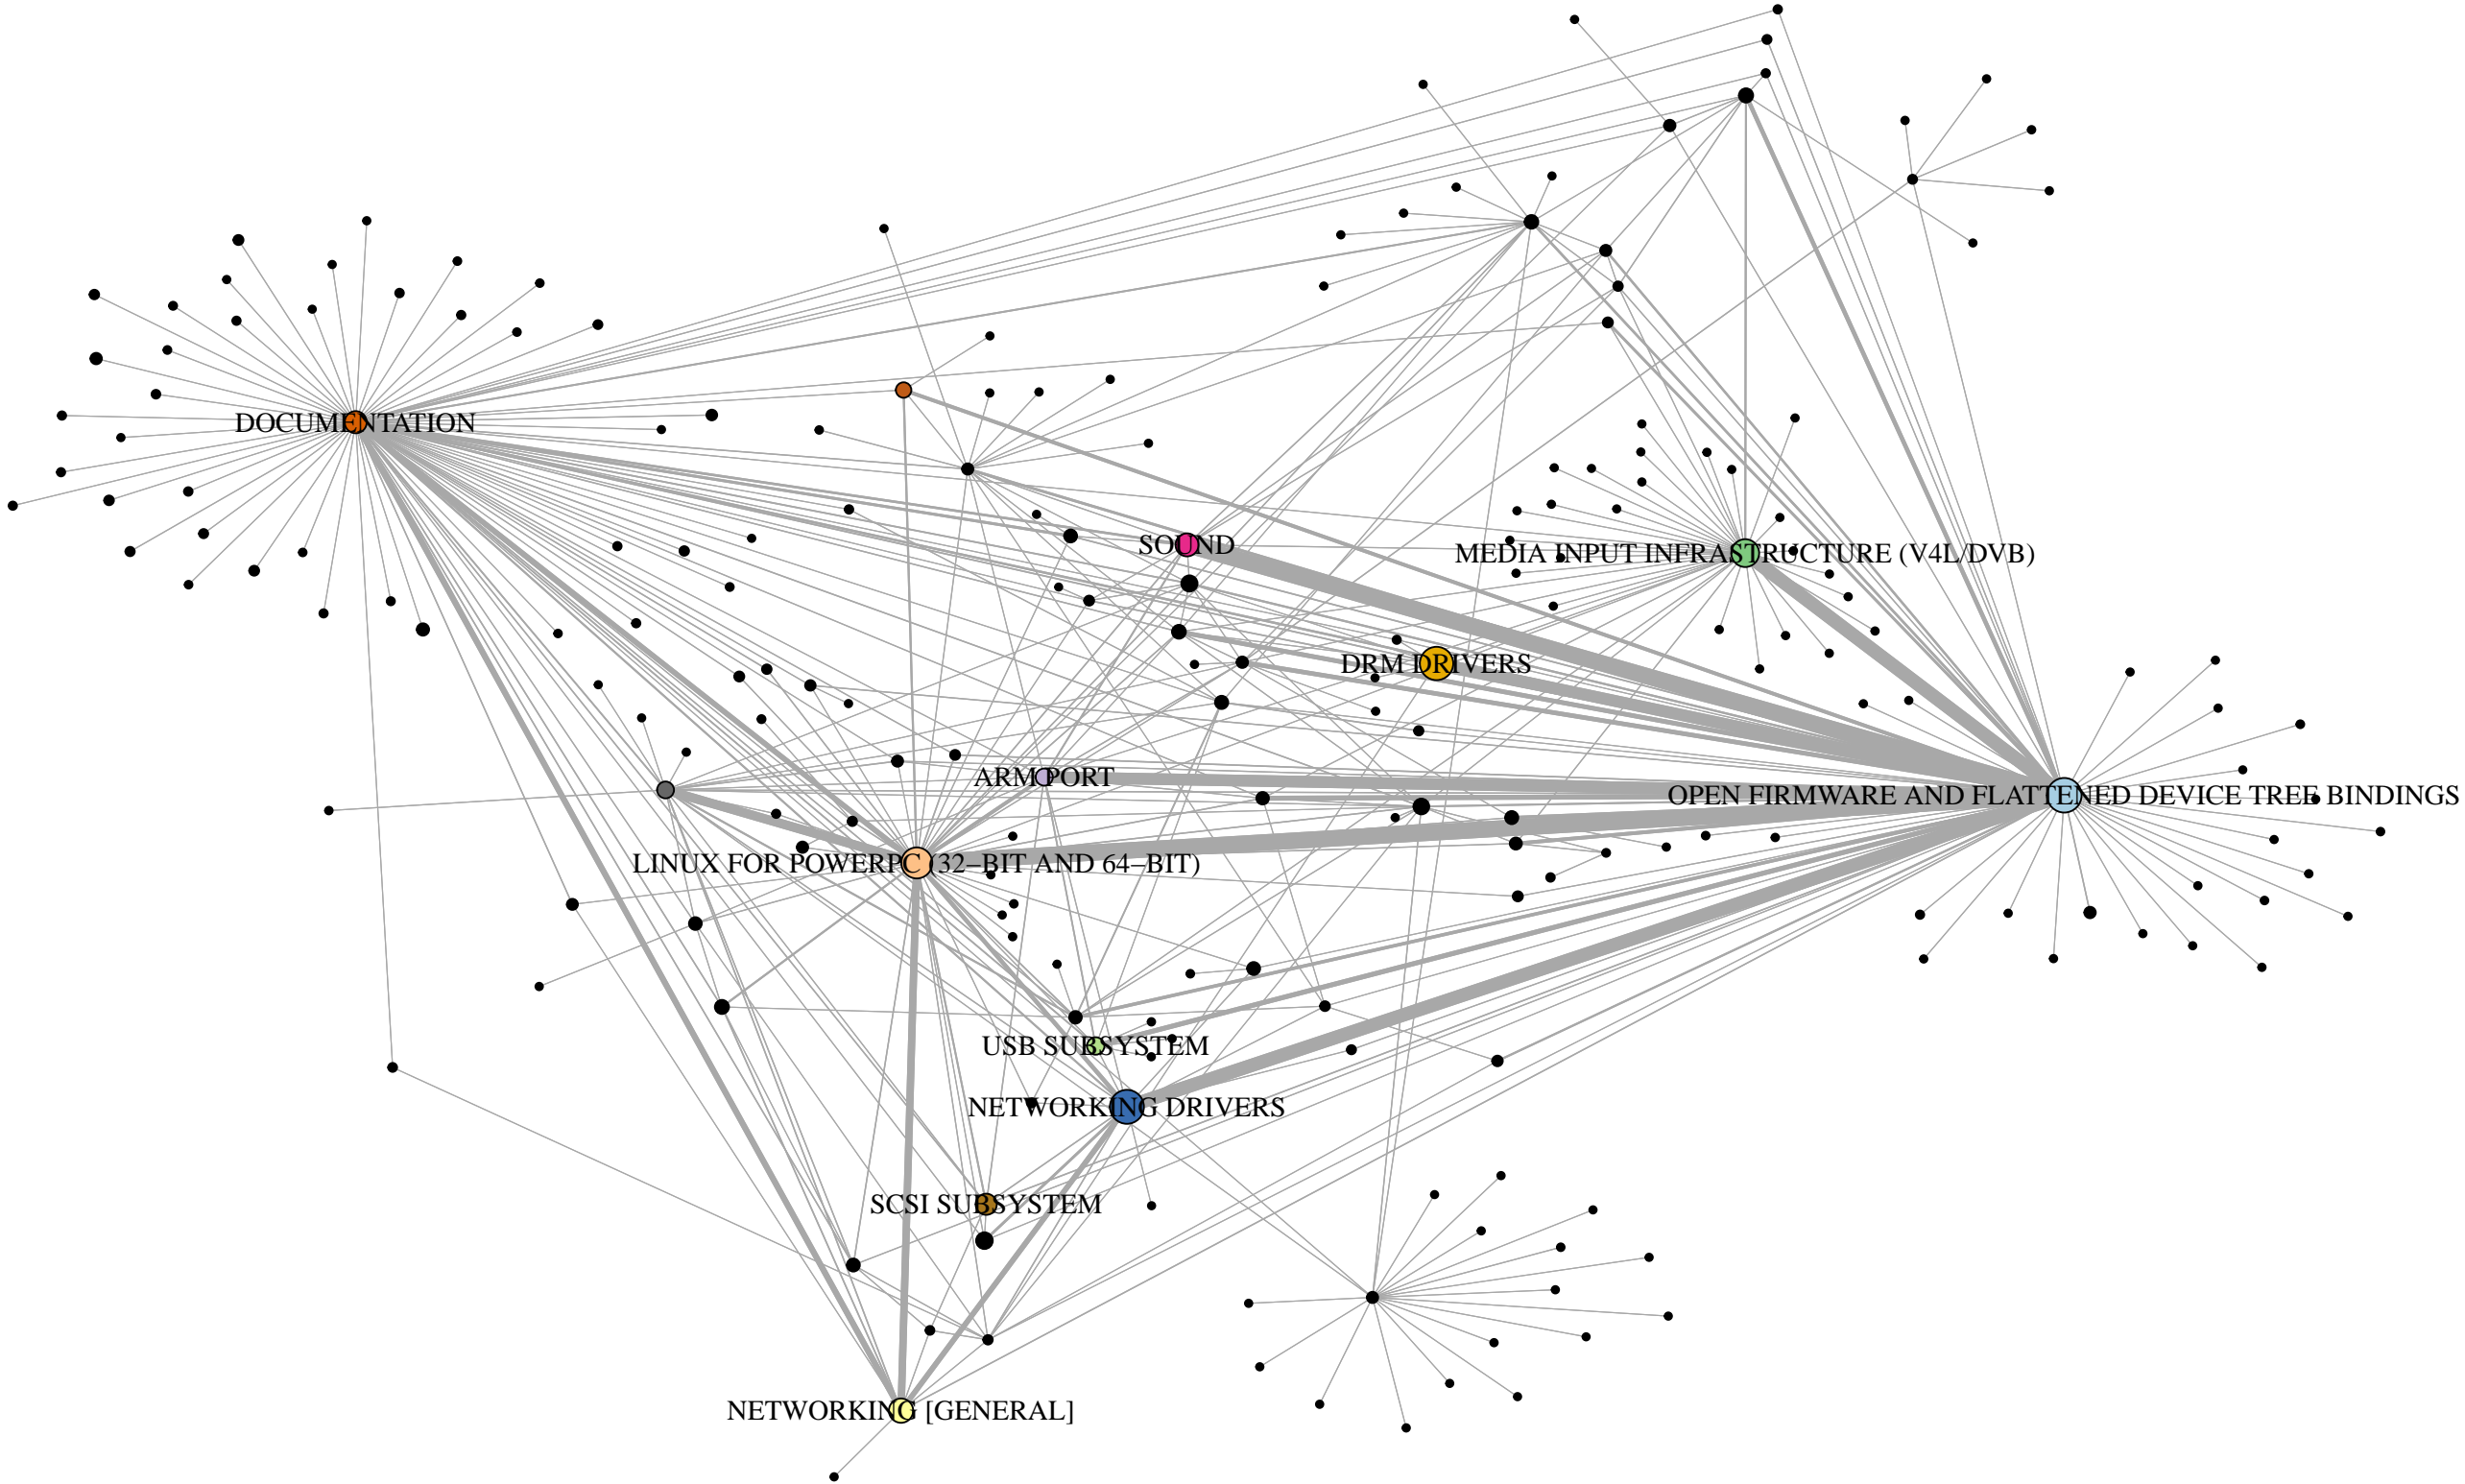 DOCUMENTATION
SOUND
MEDIA INPUT INFRASTRUCTURE (V4L/DVB)
DRM DRIVERS
ARM PORT
OPEN FIRMWARE AND FLATTENED DEVICE TREE BINDINGS
LINUX FOR POWERPC (32−BIT AND 64−BIT)
USB SUBSYSTEM
NETWORKING DRIVERS
SCSI SUBSYSTEM
NETWORKING [GENERAL]